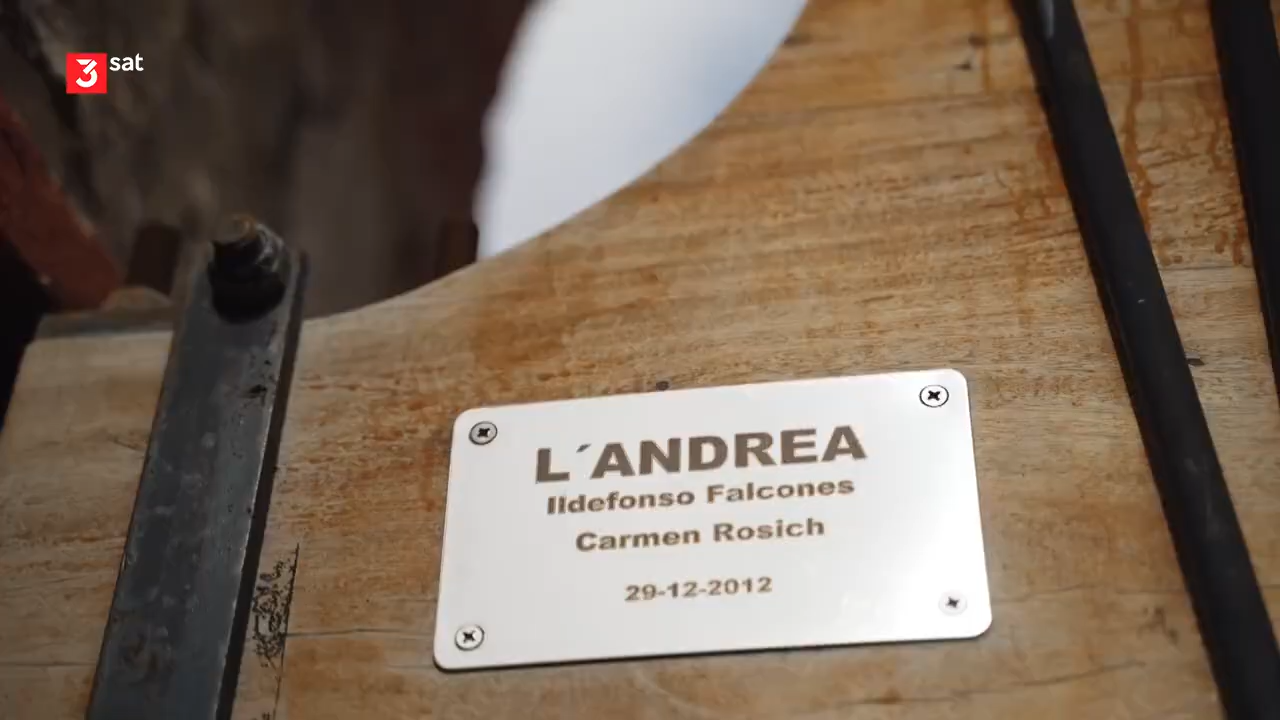 3sat
L´ANDREA
Ildefonso Falcones
Carmen Rosich
29-12-2012